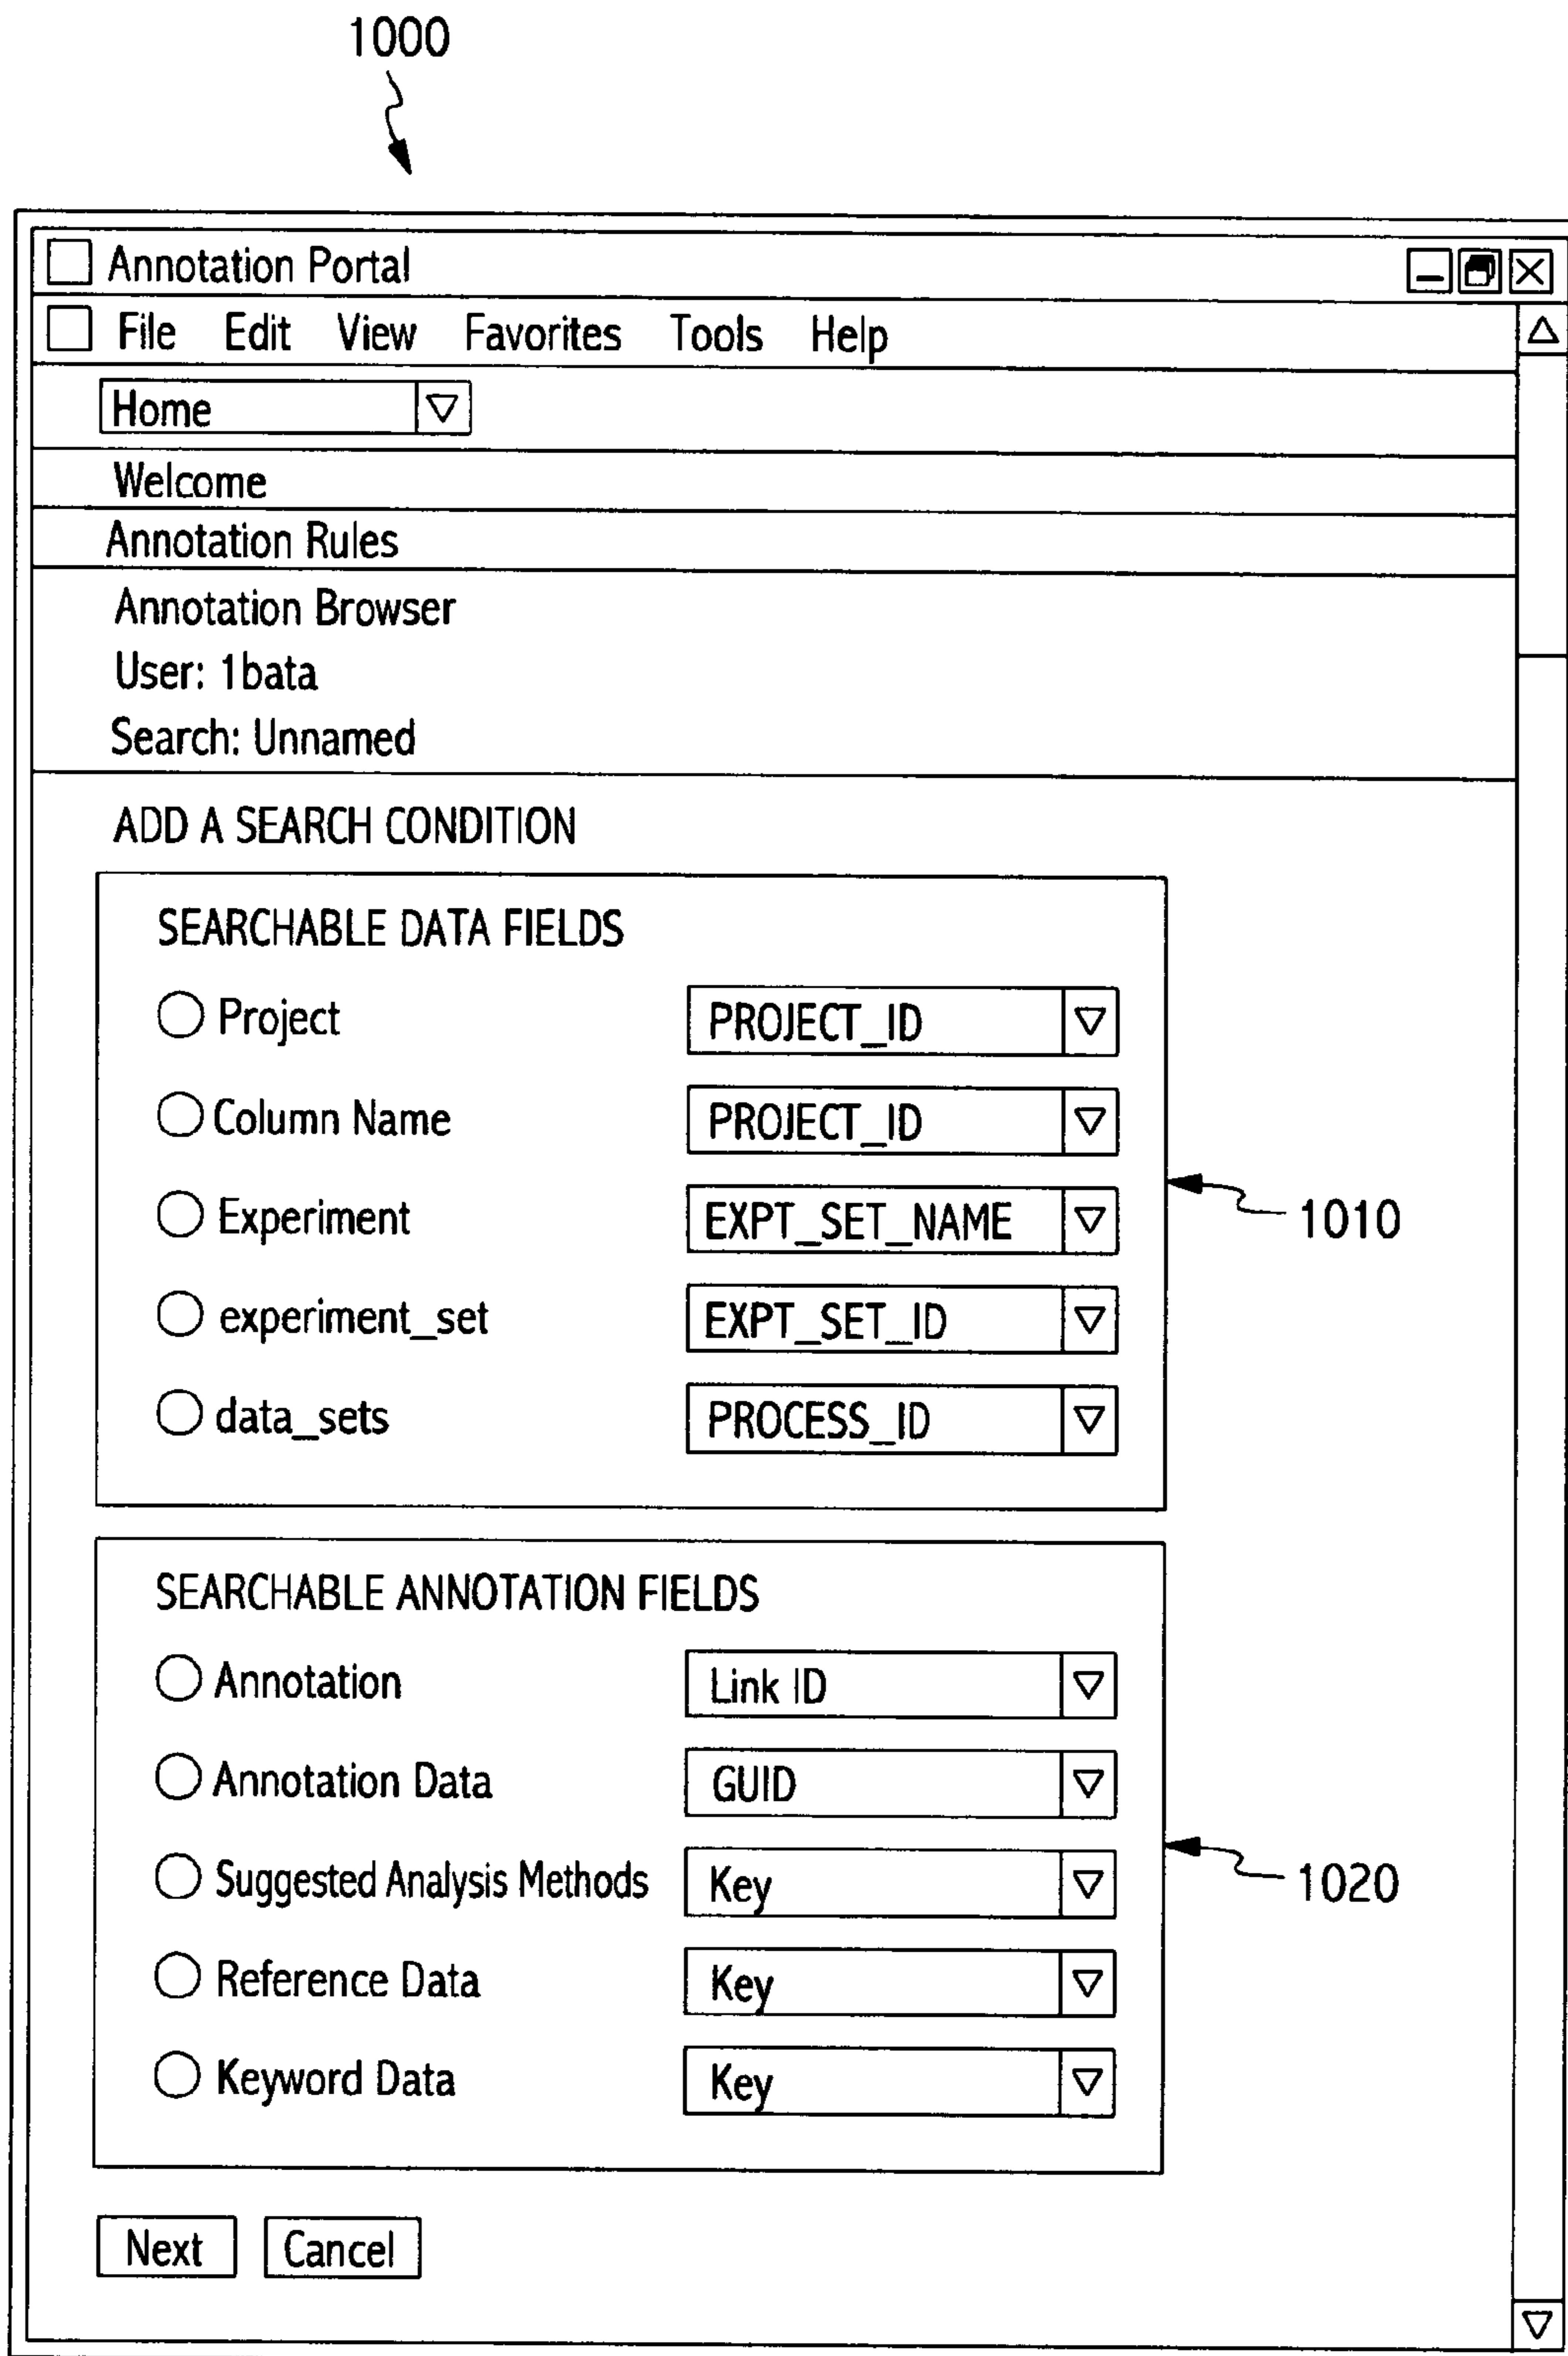 1000
Annotation Portal
File Edit View Favorites Tools Help
Home
Welcome
Annotation Rules
Annotation Browser
User: 1bata
Search: Unnamed
ADD A SEARCH CONDITION
SEARCHABLE DATA FIELDS
Project PROJECT_ID
Column Name PROJECT_ID
Experiment EXPT_SET_NAME
1010
experiment_set EXPT_SET_ID
data_sets PROCESS_ID
SEARCHABLE ANNOTATION FIELDS
Annotation Link ID
Annotation Data GUID
Suggested Analysis Methods Key
1020
Reference Data Key
Keyword Data Key
Next Cancel